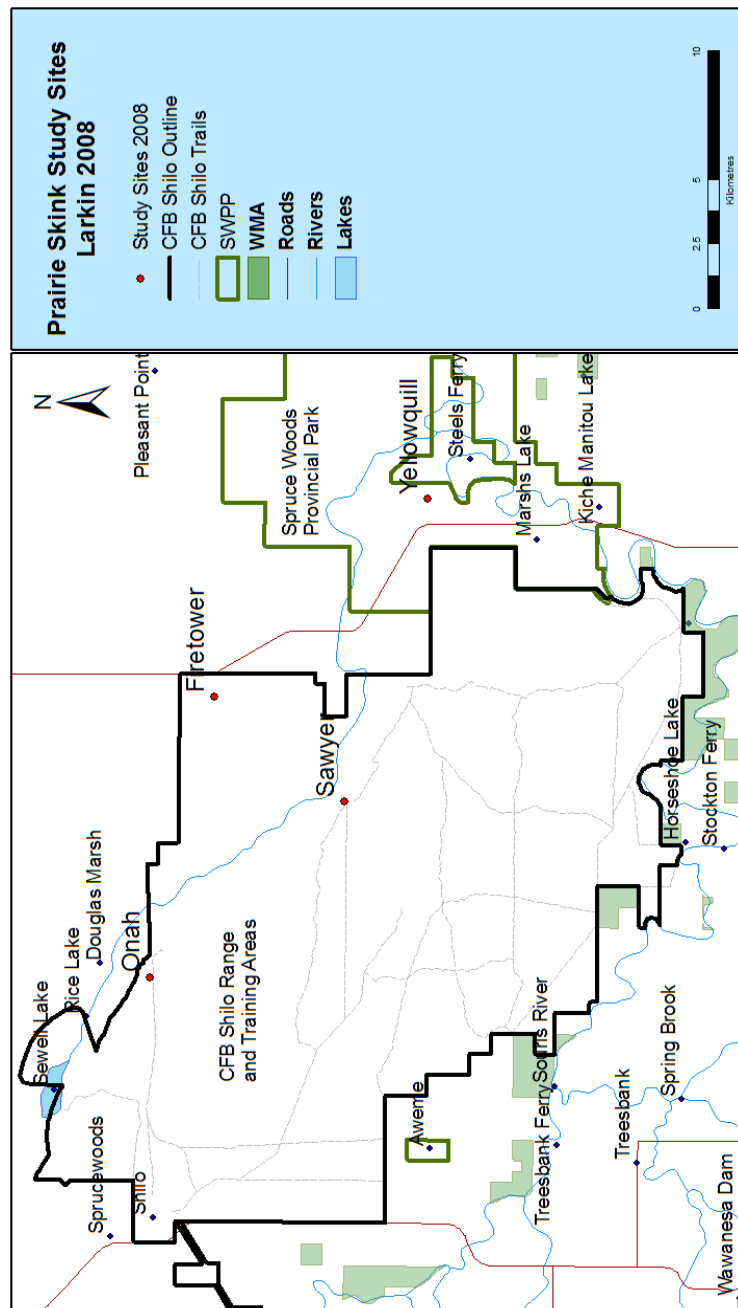 Prairie Skink Study Sites
Larkin 2008
Study Sites 2008
CFB Shilo Outline
CFB Shilo Trails
SWPP
WMA
Roads
Rivers
Lakes
0 2.5 5 10
Kilometres
N
Pleasant Point
Sewell Lake
Rice Lake
Douglas Marsh
Sprucewoods
Shilo
Onah
Firetower
Spruce Woods
Provincial Park
CFB Shilo Range
and Training Areas
Sawyer
Yellowquill
Steels Ferry
Aweme
Marshs Lake
Treesbank Ferry
Souris River
Kiche Manitou Lake
Treesbank
Spring Brook
Horseshoe Lake
Stockton Ferry
Wawanesa Dam